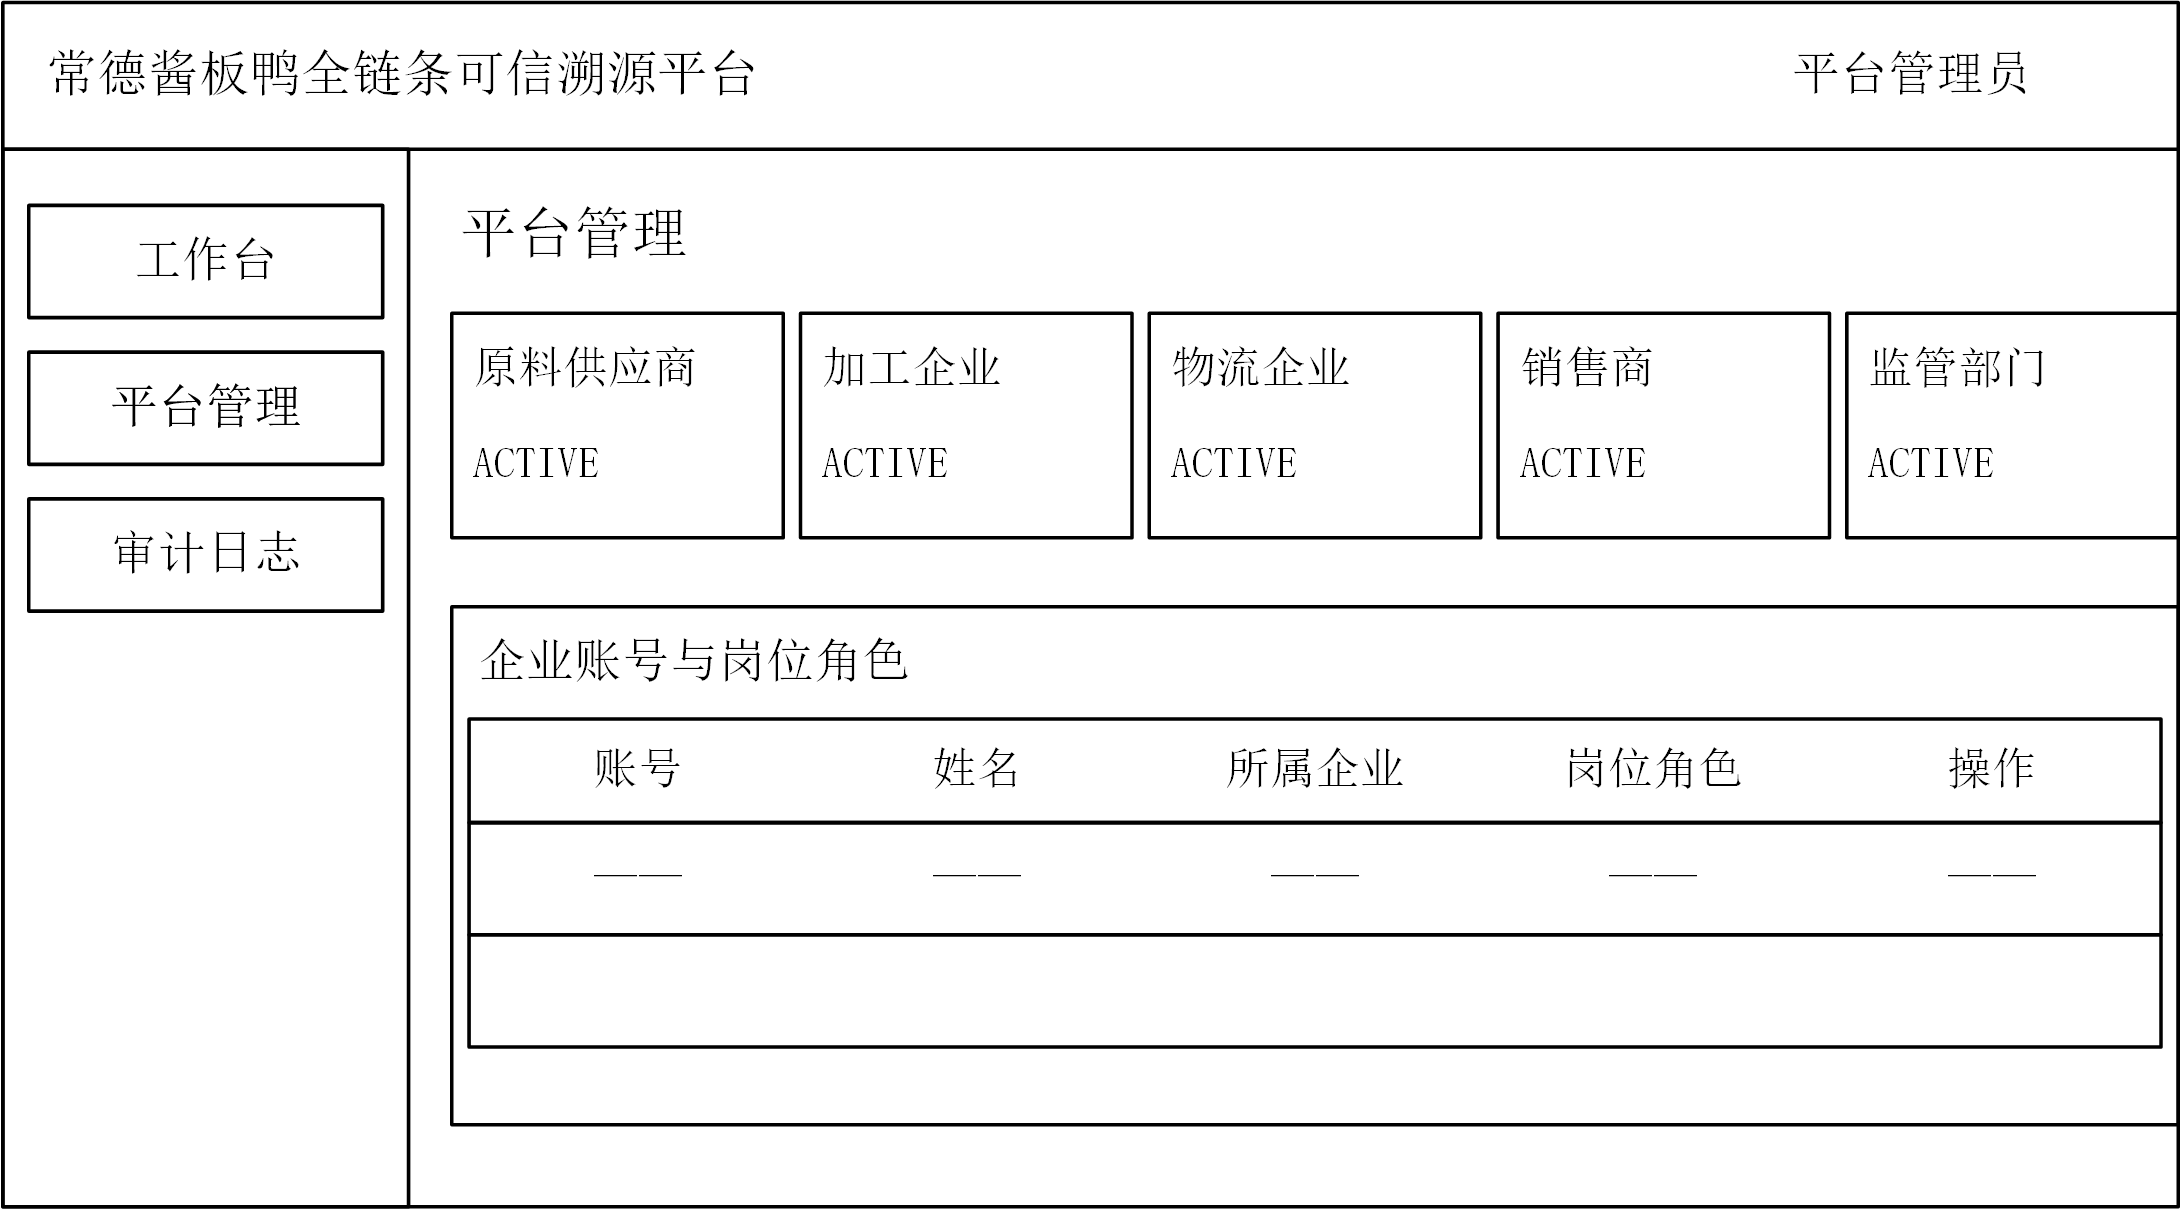 常德酱板鸭全链条可信溯源平台 平台管理员
工作台
平台管理
审计日志
平台管理
原料供应商 加工企业 物流企业 销售商 监管部门
ACTIVE ACTIVE ACTIVE ACTIVE ACTIVE
企业账号与岗位角色
账号 姓名 所属企业 岗位角色 操作
—— —— —— —— ——